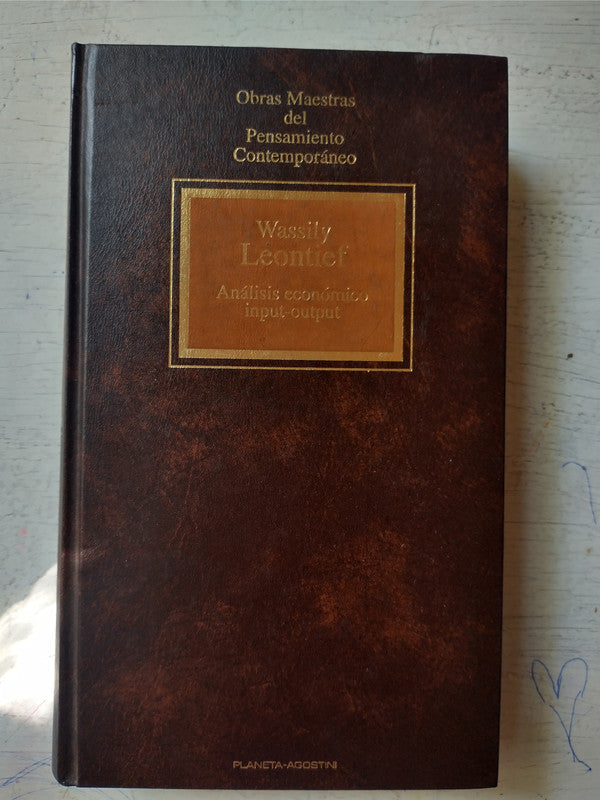 Obras Maestras
del
Pensamiento
Contemporáneo
Wassily
Leontief
Análisis económico
input-output
PLANETA-AGOSTINI